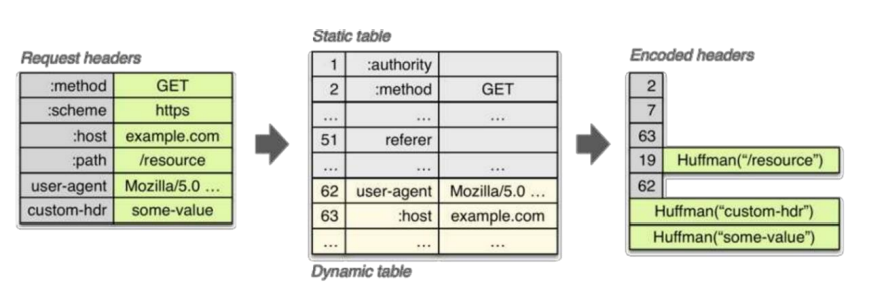 Request headers
:method GET
:scheme https
:host example.com
:path /resource
user-agent Mozilla/5.0 ...
custom-hdr some-value
Static table
1 :authority
2 :method GET
... ... ...
51 referer
... ... ...
62 user-agent Mozilla/5.0 ...
63 :host example.com
... ... ...
Dynamic table
Encoded headers
2
7
63
19 Huffman("/resource")
62
Huffman("custom-hdr")
Huffman("some-value")